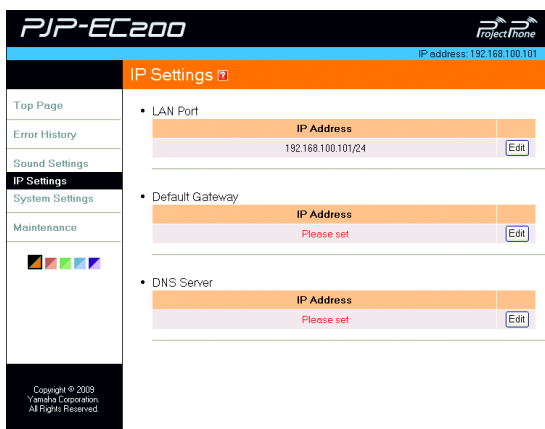 PJP-EC200
Project Phone
IP address: 192.168.100.101
IP Settings ?
Top Page
Error History
Sound Settings
IP Settings
System Settings
Maintenance
Copyright © 2009
Yamaha Corporation.
All Rights Reserved.
• LAN Port
IP Address
192.168.100.101/24 Edit
• Default Gateway
IP Address
Please set Edit
• DNS Server
IP Address
Please set Edit